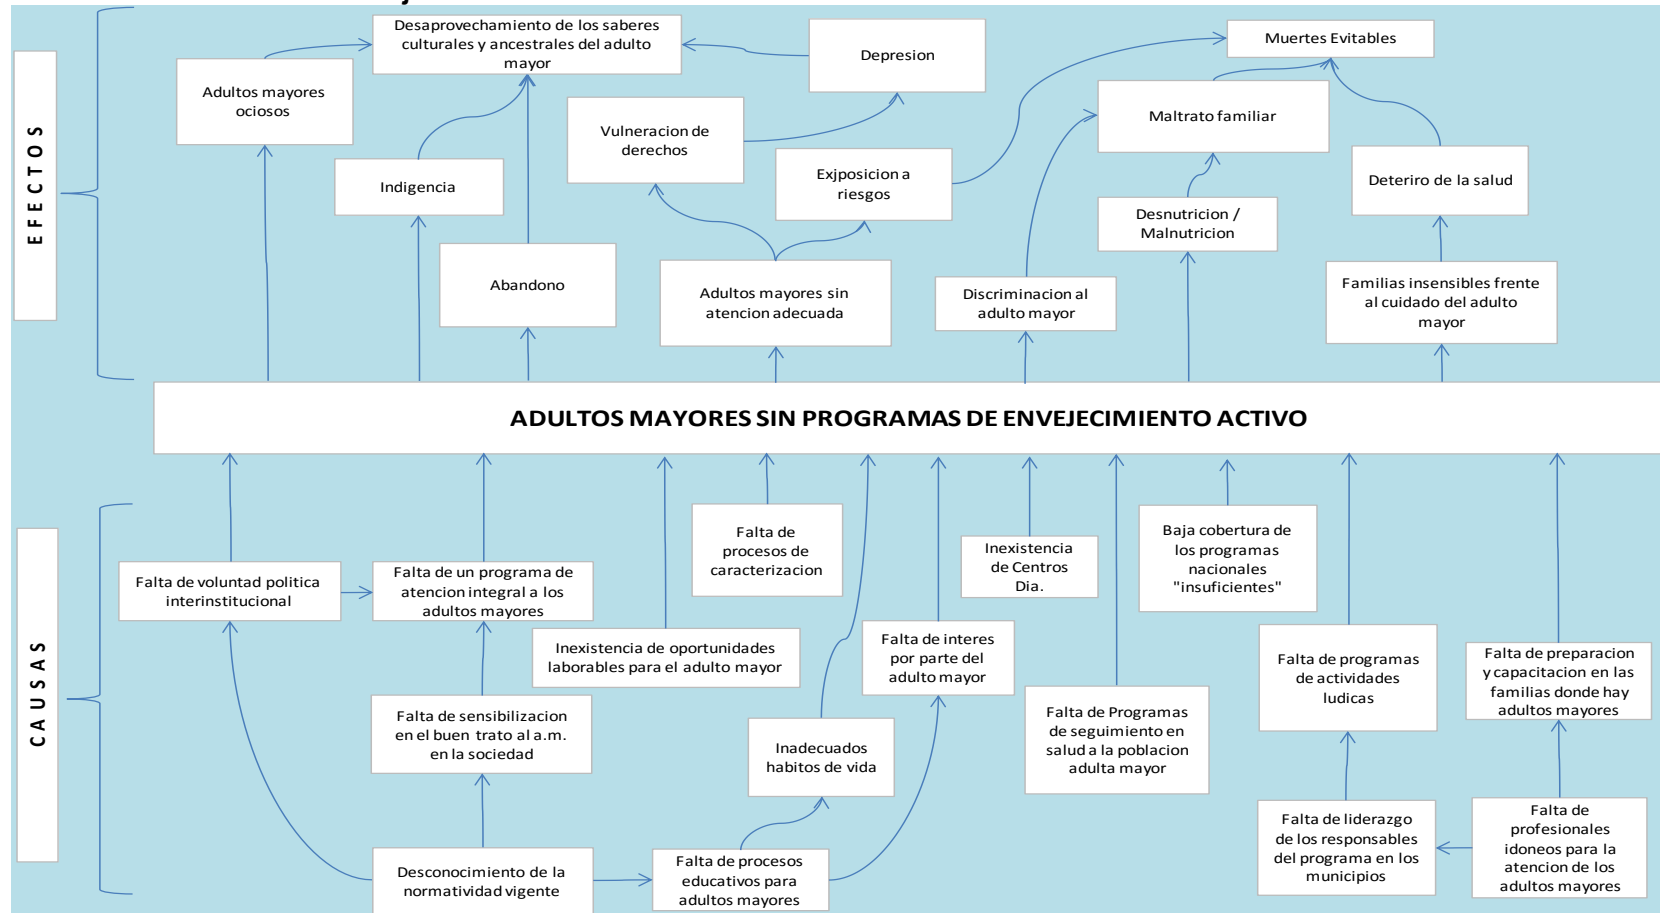 Desaprovechamiento de los saberes
culturales y ancestrales del adulto
mayor
Depresion
Muertes Evitables
Adultos mayores
ociosos
Vulneracion de
derechos
Maltrato familiar
Indigencia
Exjposicion a
riesgos
Deteriro de la salud
Desnutricion /
Malnutricion
Abandono
Adultos mayores sin
atencion adecuada
Discriminacion al
adulto mayor
Familias insensibles frente
al cuidado del adulto
mayor
EFECTOS
ADULTOS MAYORES SIN PROGRAMAS DE ENVEJECIMIENTO ACTIVO
CAUSAS
Falta de voluntad politica
interinstitucional
Falta de un programa de
atencion integral a los
adultos mayores
Inexistencia de oportunidades
laborables para el adulto mayor
Falta de
procesos de
caracterizacion
Falta de interes
por parte del
adulto mayor
Inexistencia
de Centros
Dia.
Baja cobertura de
los programas
nacionales
"insuficientes"
Falta de programas
de actividades
ludicas
Falta de preparacion
y capacitacion en las
familias donde hay
adultos mayores
Falta de sensibilizacion
en el buen trato al a.m.
en la sociedad
Inadecuados
habitos de vida
Falta de Programas
de seguimiento en
salud a la poblacion
adulta mayor
Desconocimiento de la
normatividad vigente
Falta de procesos
educativos para
adultos mayores
Falta de liderazgo
de los responsables
del programa en los
municipios
Falta de
profesionales
idoneos para la
atencion de los
adultos mayores